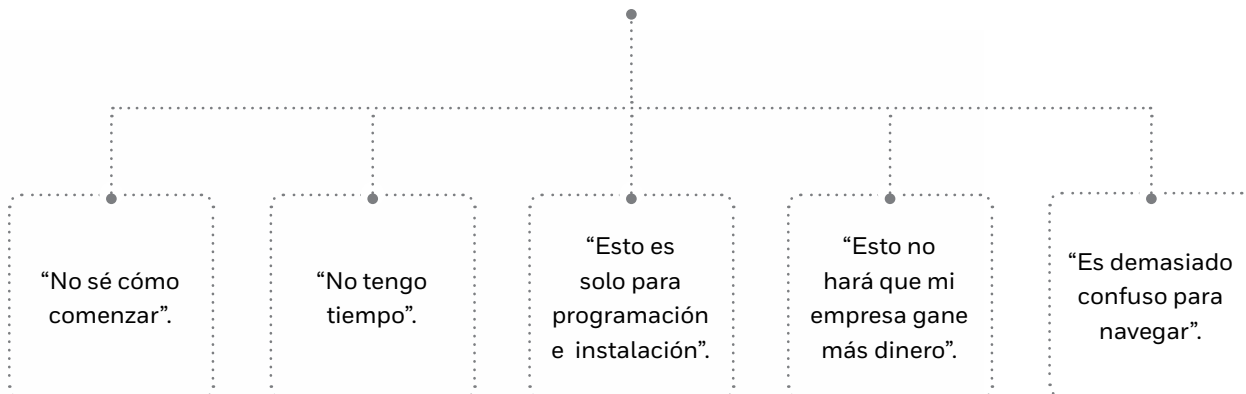 “No sé cómo
comenzar”.
“No tengo
tiempo”.
“Esto es
solo para
programación
e instalación”.
“Esto no
hará que mi
empresa gane
más dinero”.
“Es demasiado
confuso para
navegar”.